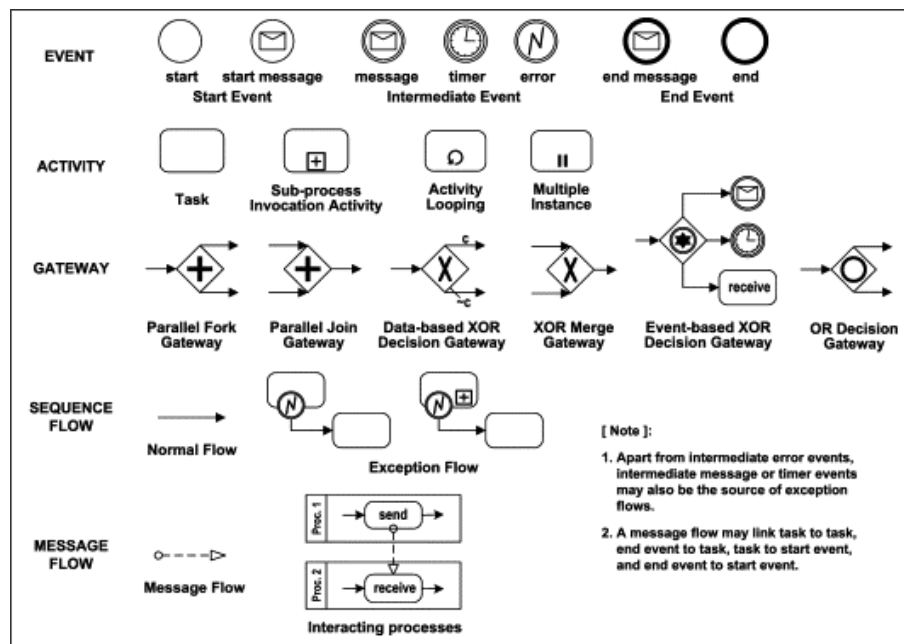 EVENT
start
start message
message
timer
error
end message
end
Start Event
Intermediate Event
End Event
ACTIVITY
Task
Sub-process
Invocation Activity
Activity
Looping
Multiple
Instance
GATEWAY
c
~c
receive
Parallel Fork
Gateway
Parallel Join
Gateway
Data-based XOR
Decision Gateway
XOR Merge
Gateway
Event-based XOR
Decision Gateway
OR Decision
Gateway
SEQUENCE
FLOW
Normal Flow
Exception Flow
[ Note ]:
1. Apart from intermediate error events,
intermediate message or timer events
may also be the source of exception
flows.
2. A message flow may link task to task,
end event to task, task to start event,
and end event to start event.
MESSAGE
FLOW
Message Flow
Proc. 1
send
Proc. 2
receive
Interacting processes